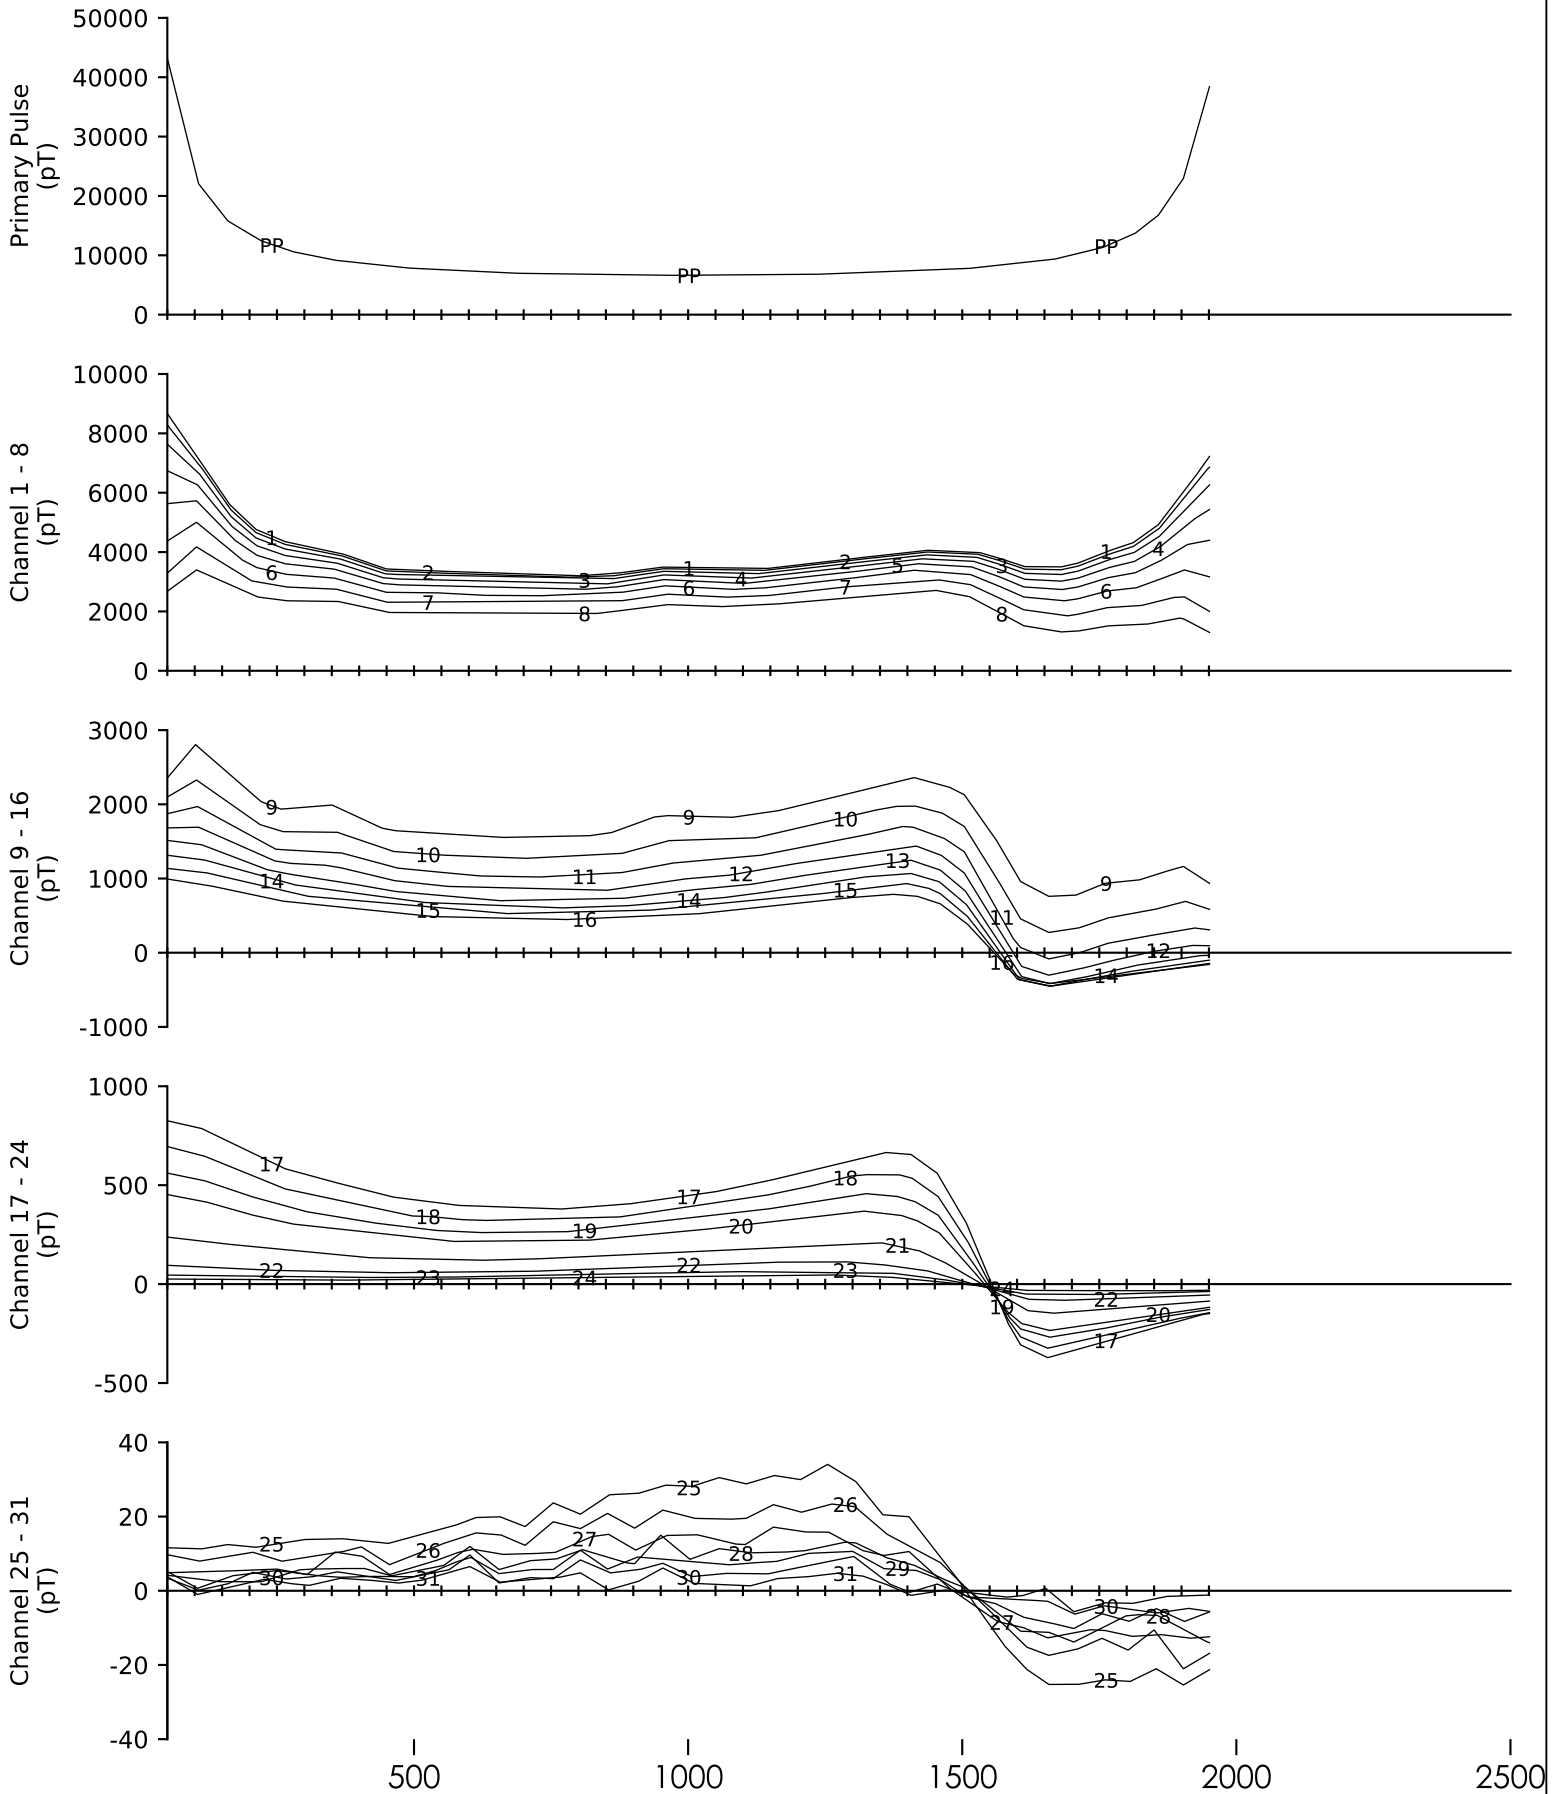 50000
40000
30000
20000
10000
0
Primary Pulse
(pT)
PP PP PP
10000
8000
6000
4000
2000
0
Channel 1 - 8
(pT)
1 2 3 1 2 3 1
6 7 8 6 4 7 5 8 6 4
3000
2000
1000
0
-1000
Channel 9 - 16
(pT)
9 10 11 9 12 10 13 11 9 12
14 15 16 14 15 16 14
1000
500
0
-500
Channel 17 - 24
(pT)
17 18 19 17 20 18 21 19 17 20
22 23 24 22 23 24 22
40
20
0
-20
-40
Channel 25 - 31
(pT)
25 26 27 25 28 26 29 27 25 28
30 31 30 31 30
500 1000 1500 2000 2500